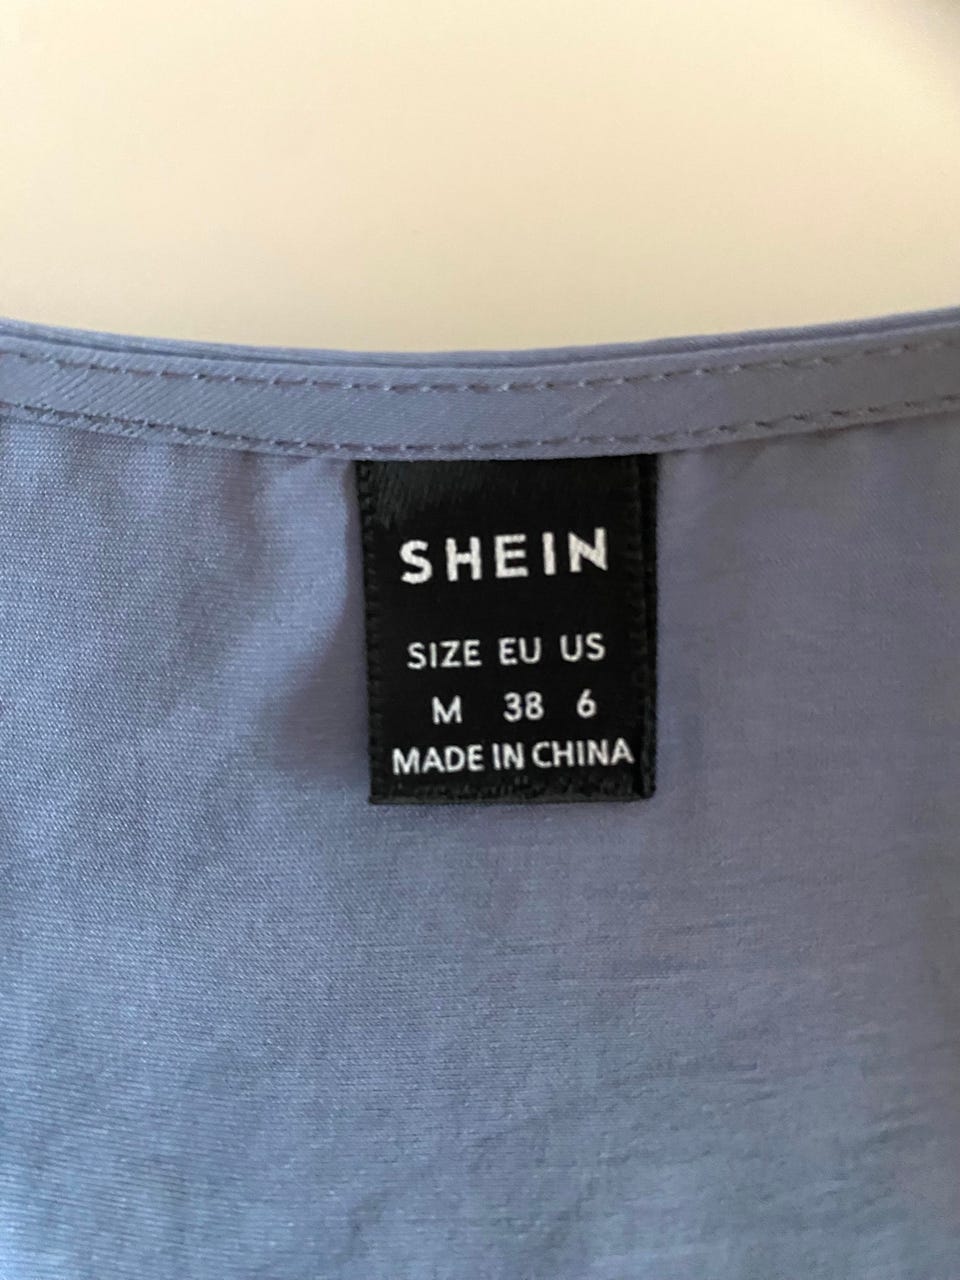 SHEIN
SIZE EU US
M 38 6
MADE IN CHINA